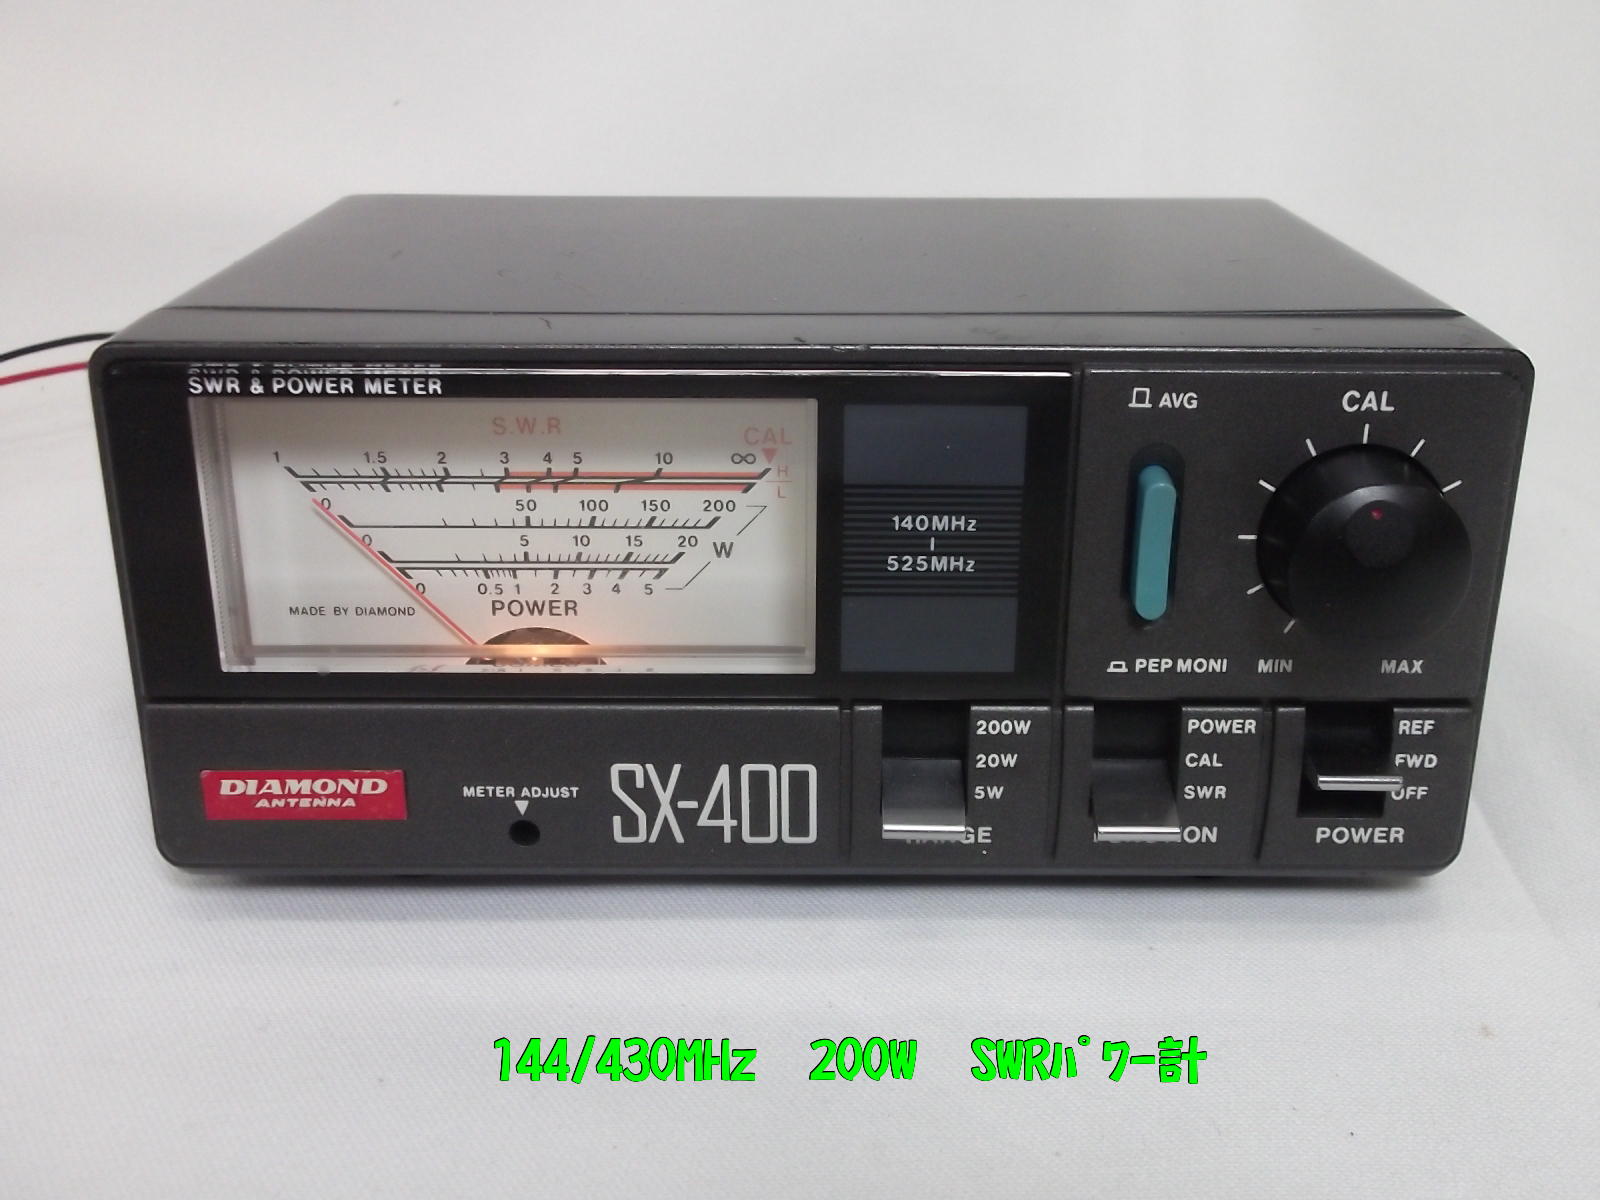 SWR & POWER METER
S.W.R
CAL
1 1.5 2 3 4 5 10 ∞
H
L
0 50 100 150 200
0 5 10 15 20
W
0 0.5 1 2 3 4 5
MADE BY DIAMOND
POWER
140MHz
525MHz
AVG
PEP MONI
CAL
MIN MAX
DIAMOND
ANTENNA
METER ADJUST
SX-400
200W
20W
5W
POWER
CAL
SWR
REF
FWD
OFF
POWER
144/430MHz 200W SWRﾊﾟﾜｰ計